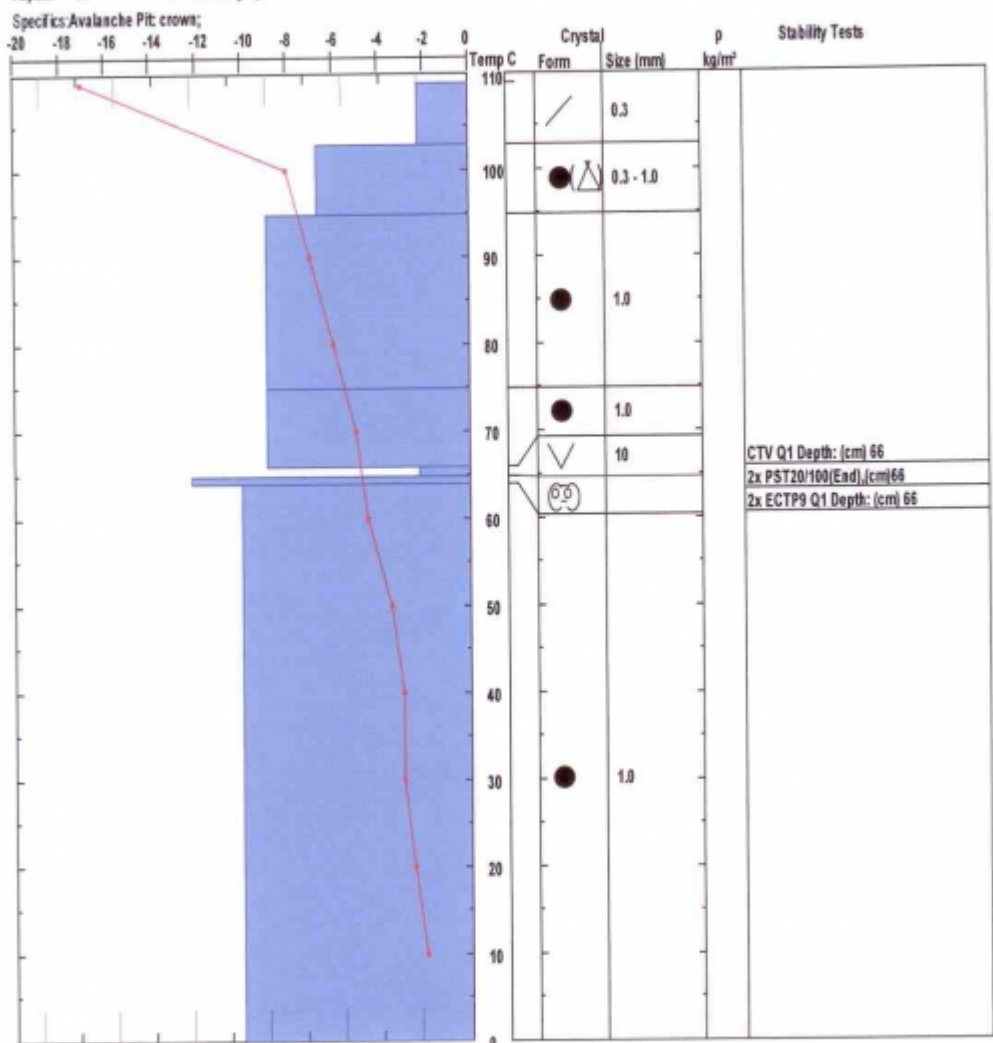 Specifics:Avalanche Pit: crown;
-20 -18 -16 -14 -12 -10 -8 -6 -4 -2 0
Temp C
Crystal
Form Size (mm)
ρ
kg/m³
Stability Tests
110
0.3
100
0.3 - 1.0
90
1.0
80
1.0
70
10
CTV Q1 Depth: (cm) 66
2x PST20/100(End),(cm)66
2x ECTP9 Q1 Depth: (cm) 66
60
50
40
30
1.0
20
10
0